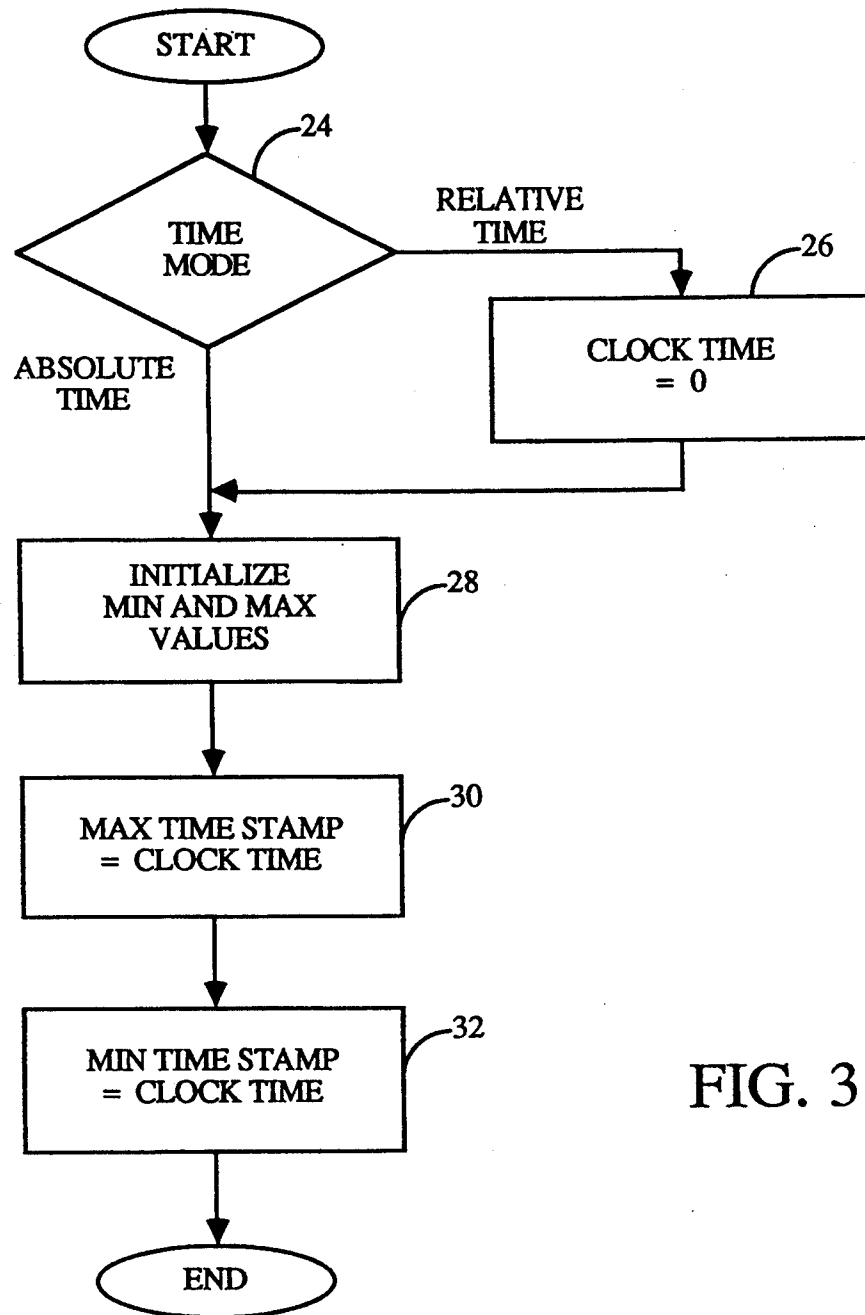 START
24
TIME
MODE
RELATIVE
TIME
26
CLOCK TIME
= 0
ABSOLUTE
TIME
INITIALIZE
MIN AND MAX
VALUES
28
MAX TIME STAMP
= CLOCK TIME
30
MIN TIME STAMP
= CLOCK TIME
32
FIG. 3
END